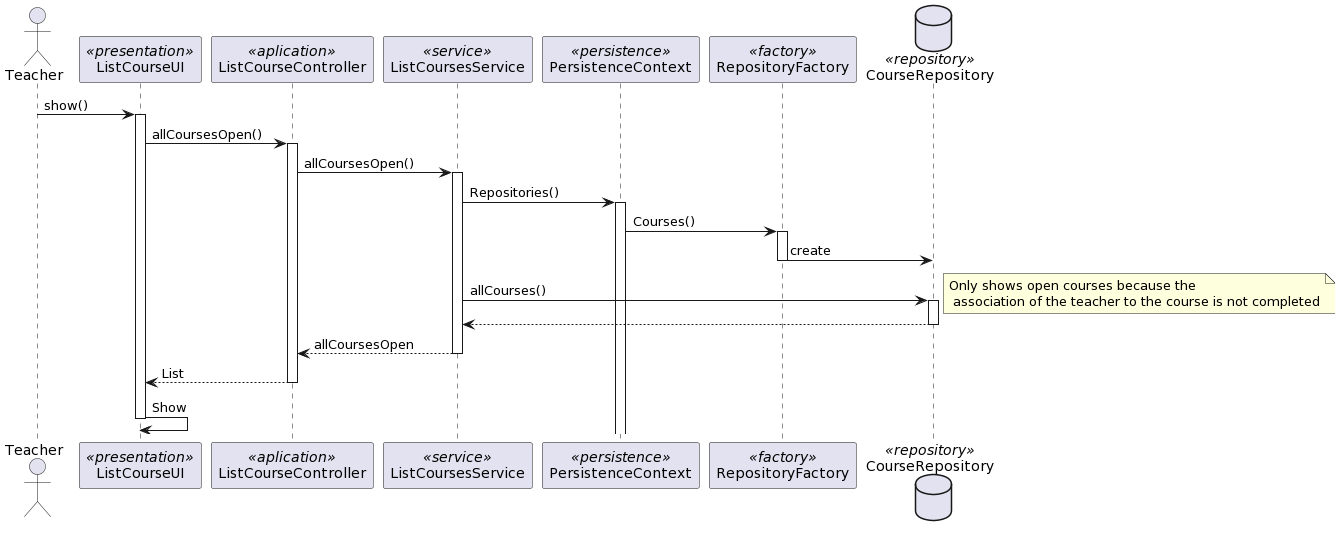 «presentation»
ListCourseUI
«aplication»
ListCourseController
«service»
ListCoursesService
«persistence»
PersistenceContext
«factory»
RepositoryFactory
«repository»
CourseRepository
Teacher
show()
allCoursesOpen()
allCoursesOpen()
Repositories()
Courses()
create
Only shows open courses because the
association of the teacher to the course is not completed
allCourses()
allCoursesOpen
List
Show
Teacher
«presentation»
ListCourseUI
«aplication»
ListCourseController
«service»
ListCoursesService
«persistence»
PersistenceContext
«factory»
RepositoryFactory
«repository»
CourseRepository